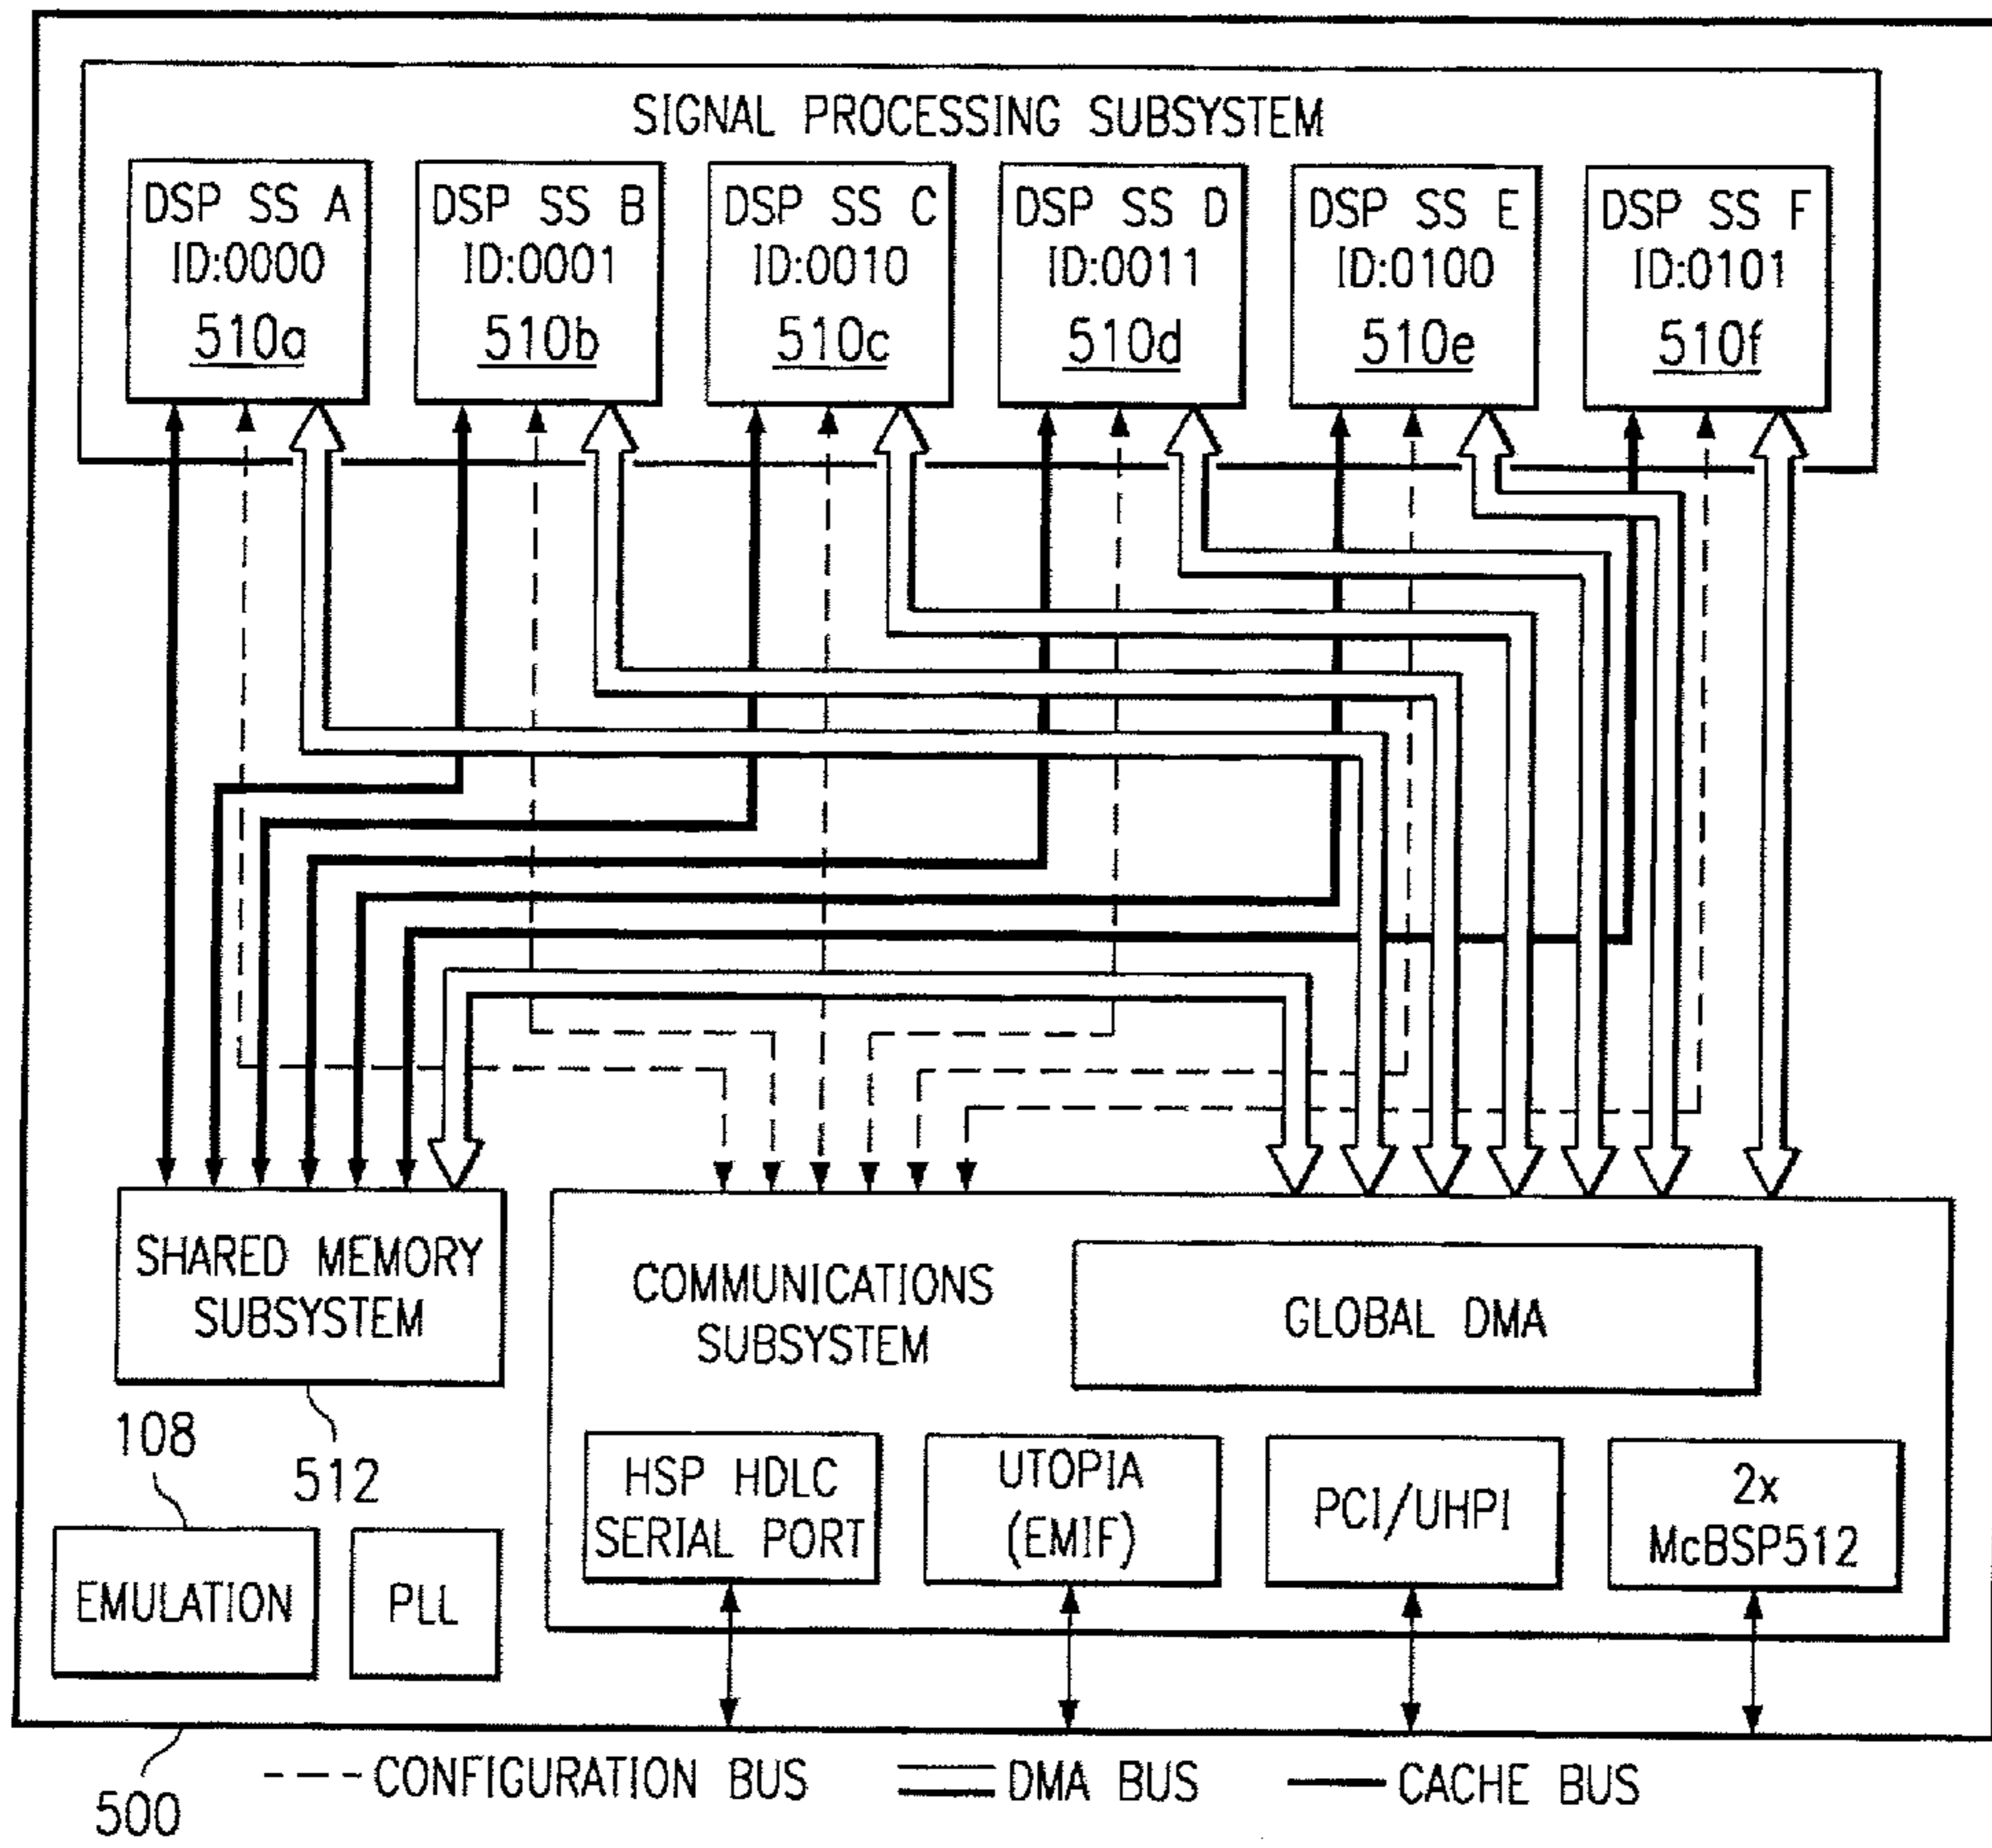 SIGNAL PROCESSING SUBSYSTEM
DSP SS A
ID:0000
510a
DSP SS B
ID:0001
510b
DSP SS C
ID:0010
510c
DSP SS D
ID:0011
510d
DSP SS E
ID:0100
510e
DSP SS F
ID:0101
510f
SHARED MEMORY
SUBSYSTEM
512
COMMUNICATIONS
SUBSYSTEM
GLOBAL DMA
HSP HDLC
SERIAL PORT
UTOPIA
(EMIF)
PCI/UHPI
2x
McBSP512
108
EMULATION
PLL
500
CONFIGURATION BUS
DMA BUS
CACHE BUS